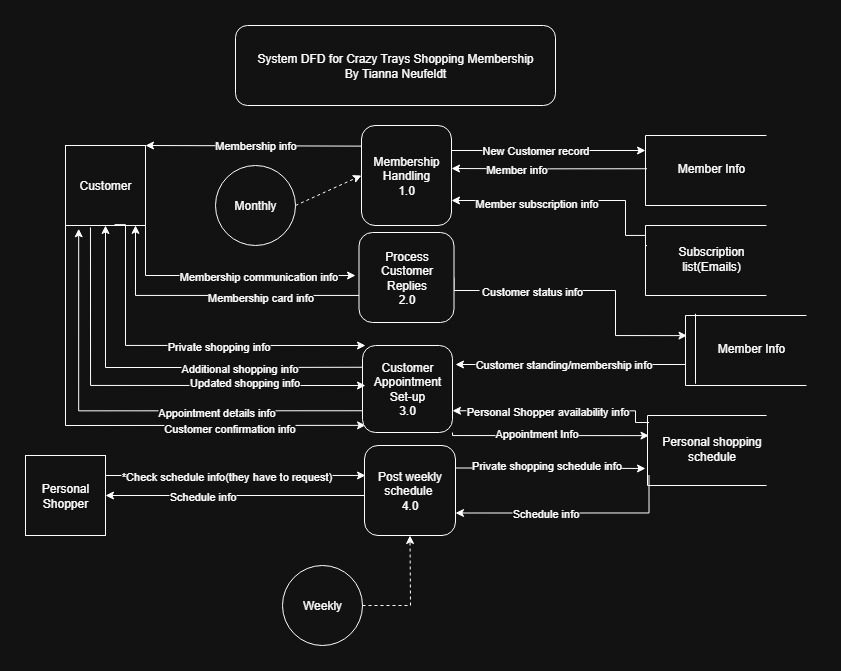 System DFD for Crazy Trays Shopping Membership
By Tianna Neufeldt
Customer
Membership info
Membership
Handling
1.0
New Customer record
Member info
Member Info
Monthly
Member subscription info
Subscription
list(Emails)
Process
Customer
Replies
2.0
Membership communication info
Membership card info
Customer status info
Member Info
Private shopping info
Additional shopping info
Updated shopping info
Appointment details info
Customer confirmation info
Customer
Appointment
Set-up
3.0
Customer standing/membership info
Personal Shopper availability info
Appointment Info
Personal shopping
schedule
Personal
Shopper
*Check schedule info(they have to request)
Schedule info
Post weekly
schedule
4.0
Private shopping schedule info
Schedule info
Weekly